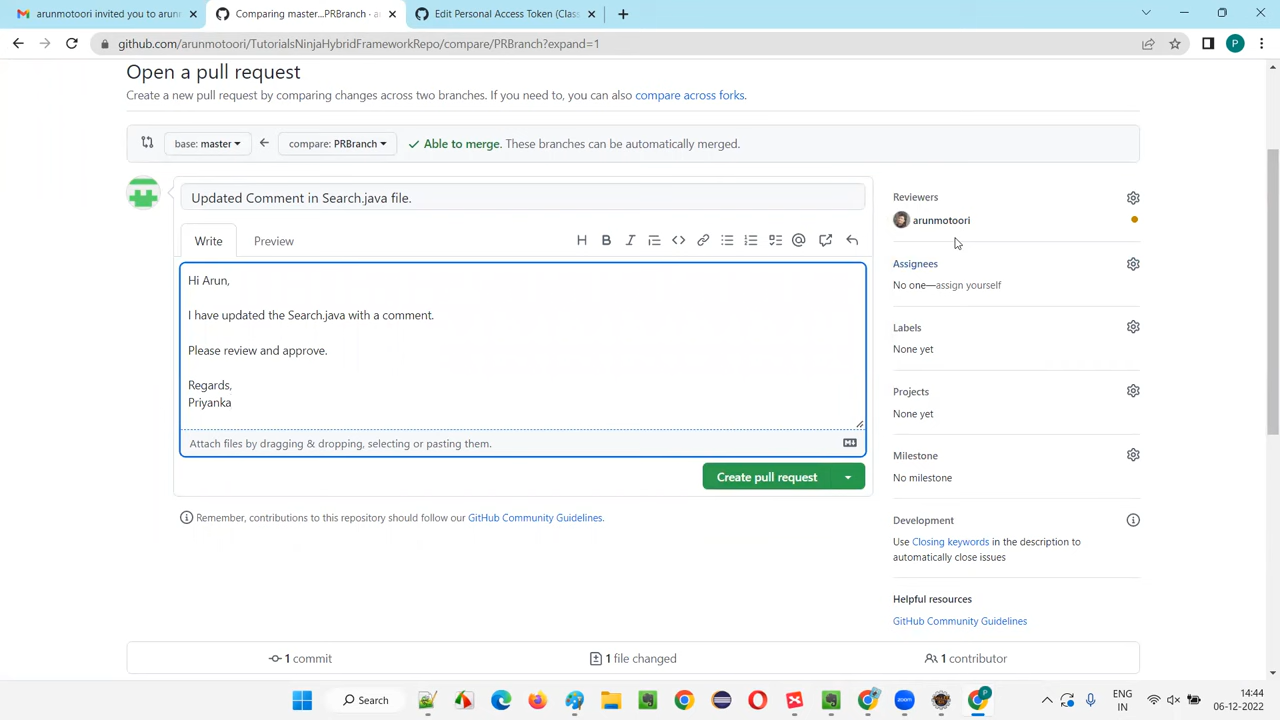 arunmotoori invited you to arunm
Comparing master...PRBranch · a
Edit Personal Access Token (Class
github.com/arunmotoori/TutorialsNinjaHybridFrameworkRepo/compare/PRBranch?expand=1
P
Open a pull request
Create a new pull request by comparing changes across two branches. If you need to, you can also compare across forks.
base: master
compare: PRBranch
Able to merge. These branches can be automatically merged.
Updated Comment in Search.java file.
Write
Preview
Hi Arun,
I have updated the Search.java with a comment.
Please review and approve.
Regards,
Priyanka
Attach files by dragging & dropping, selecting or pasting them.
Create pull request
Remember, contributions to this repository should follow our GitHub Community Guidelines.
Reviewers
arunmotoori
Assignees
No one—assign yourself
Labels
None yet
Projects
None yet
Milestone
No milestone
Development
Use Closing keywords in the description to
automatically close issues
Helpful resources
GitHub Community Guidelines
1 commit
1 file changed
1 contributor
Search
ENG
IN
14:44
06-12-2022